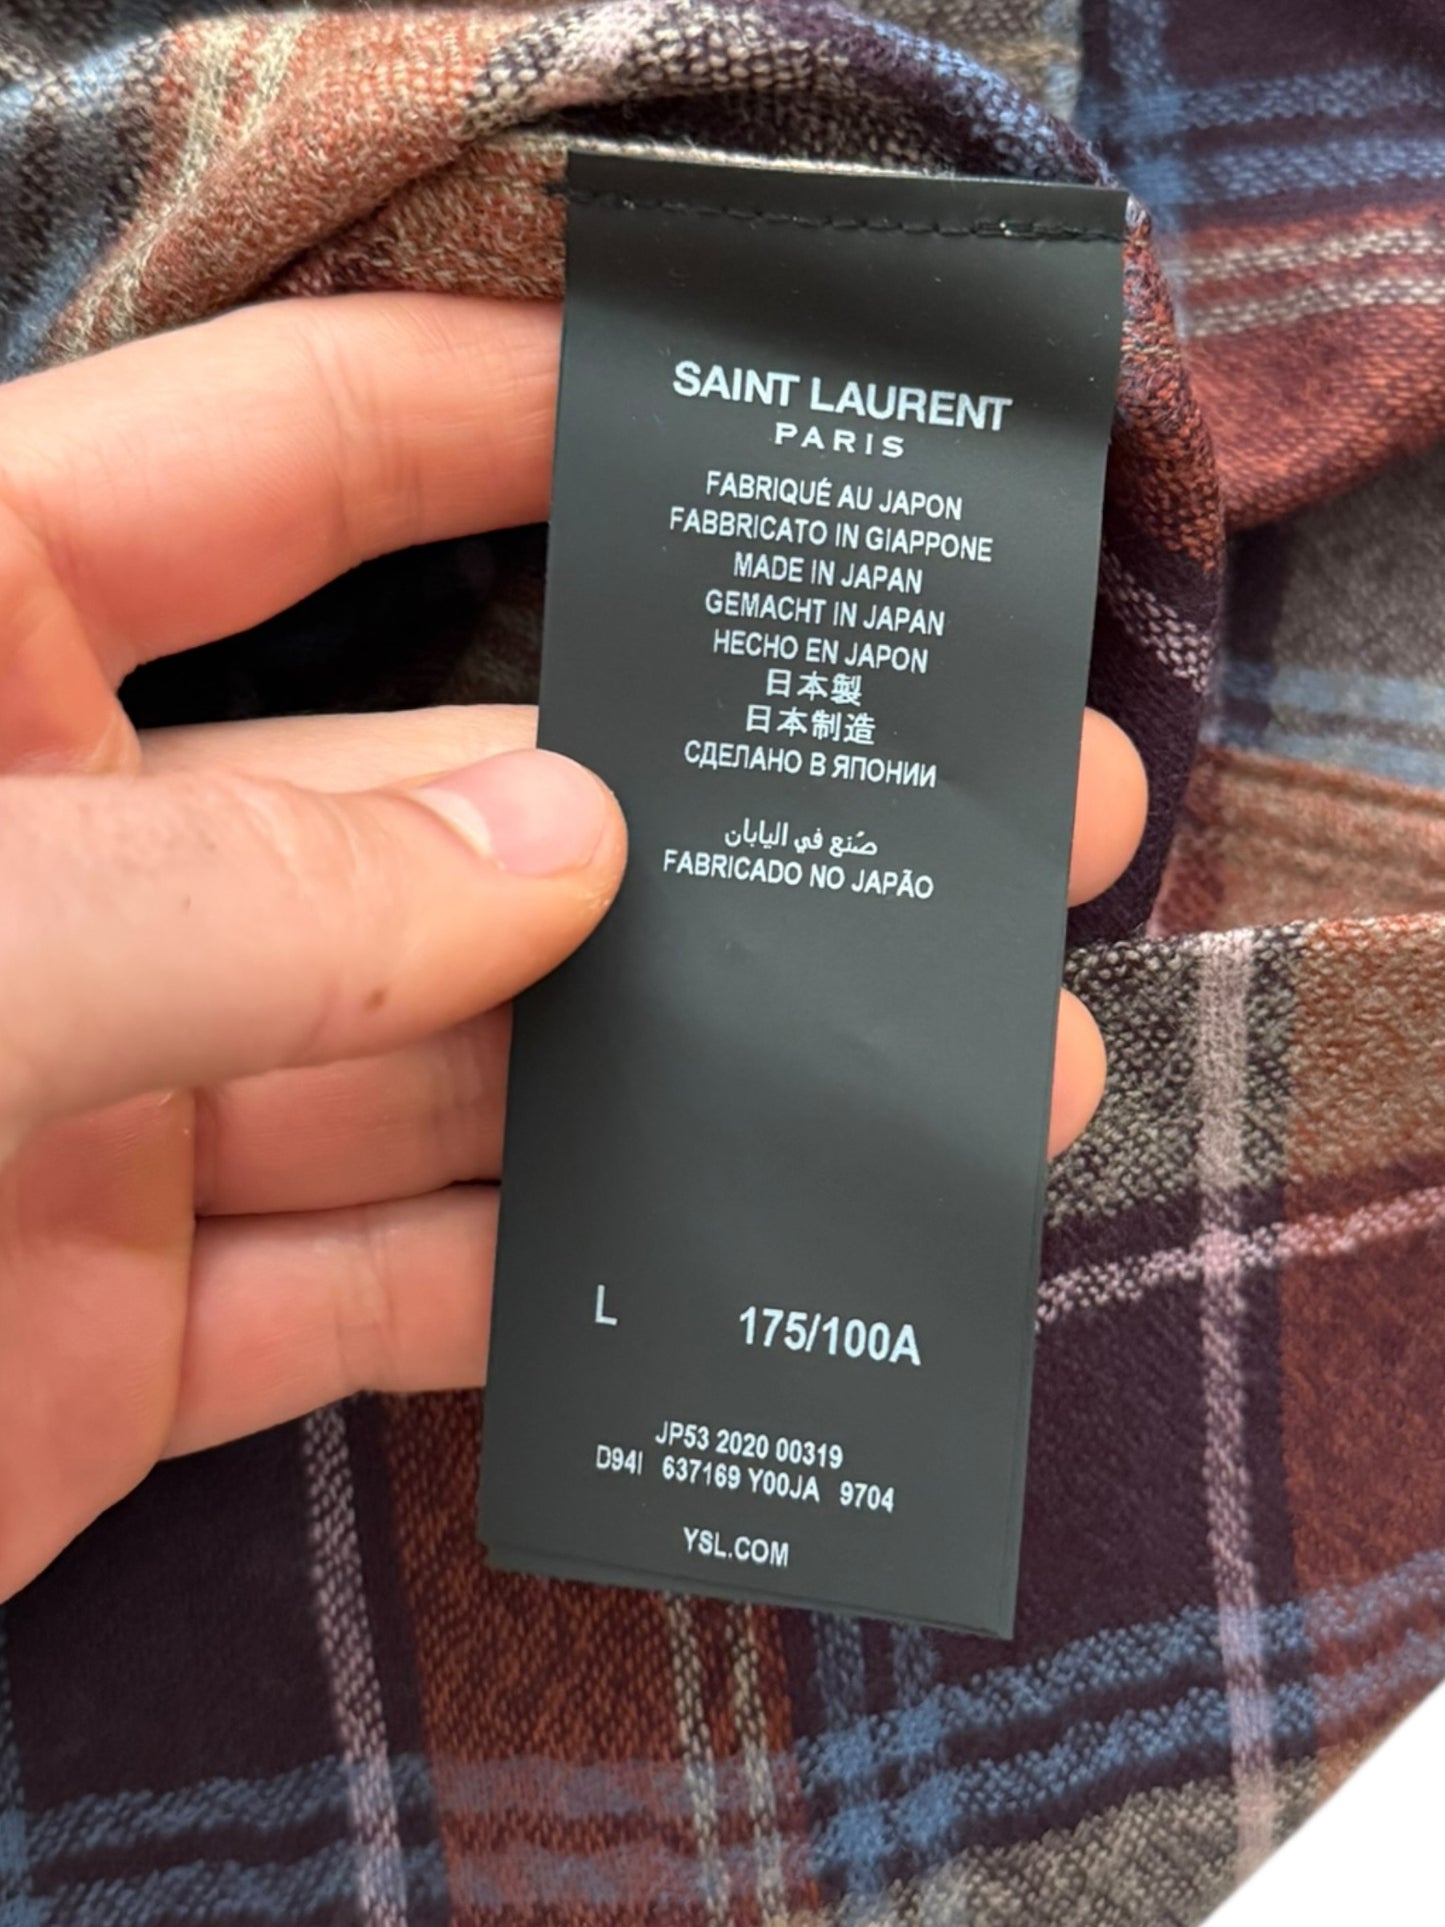 SAINT LAURENT
PARIS
FABRIQUÉ AU JAPON
FABBRICATO IN GIAPPONE
MADE IN JAPAN
GEMACHT IN JAPAN
HECHO EN JAPON
日本製
日本制造
СДЕЛАНО В ЯПОНИИ
صُنع في اليابان
FABRICADO NO JAPÃO
L 175/100A
JP53 2020 00319
D94I 637169 Y00JA 9704
YSL.COM